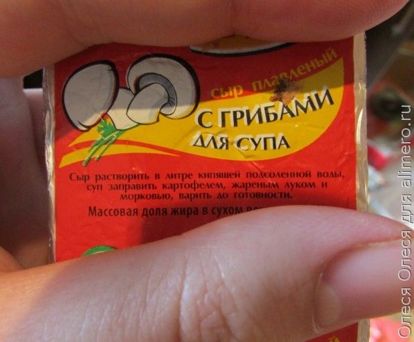 сыр плавленый
С ГРИБАМИ
ДЛЯ СУПА
Сыр растворить в литре кипящей подсоленной воды,
суп заправить картофелем, жареным луком и
морковью, варить до готовности.
Массовая доля жира в сухом
Олеся Олеся для alimero.ru